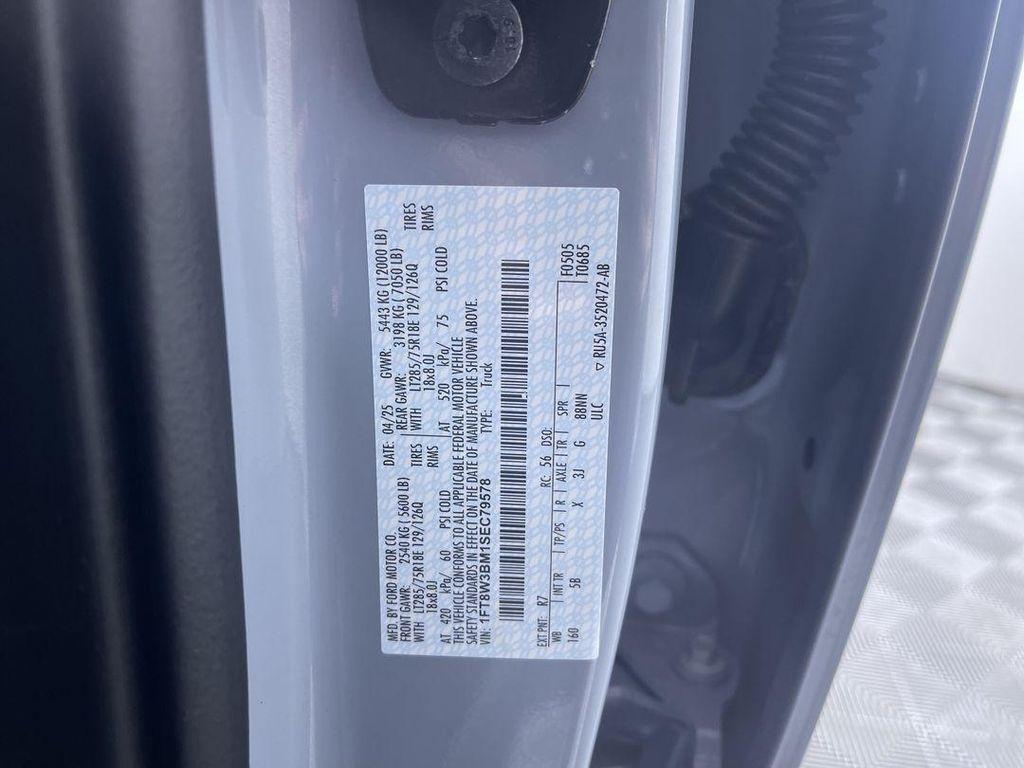 MFD. BY FORD MOTOR CO.
DATE: 04/25 GVWR: 5443 KG (12000 LB)
FRONT GAWR: 2540 KG ( 5600 LB)
REAR GAWR: 3198 KG ( 7050 LB)
WITH LT285/75R18E 129/126Q TIRES
WITH LT285/75R18E 129/126Q TIRES
18x8.0J RIMS
18x8.0J RIMS
AT 420 kPa/ 60 PSI COLD
AT 520 kPa/ 75 PSI COLD
THIS VEHICLE CONFORMS TO ALL APPLICABLE FEDERAL MOTOR VEHICLE
SAFETY STANDARDS IN EFFECT ON THE DATE OF MANUFACTURE SHOWN ABOVE.
VIN: 1FT8W3BM1SEC79578 TYPE: Truck
EXT PNT: R7 RC: 56 DSO: F0505
WB INT TR TP/PS R AXLE TR SPR T0685
160 5B X 3J G 88NN
ULC ▽ RU5A-3520472-AB